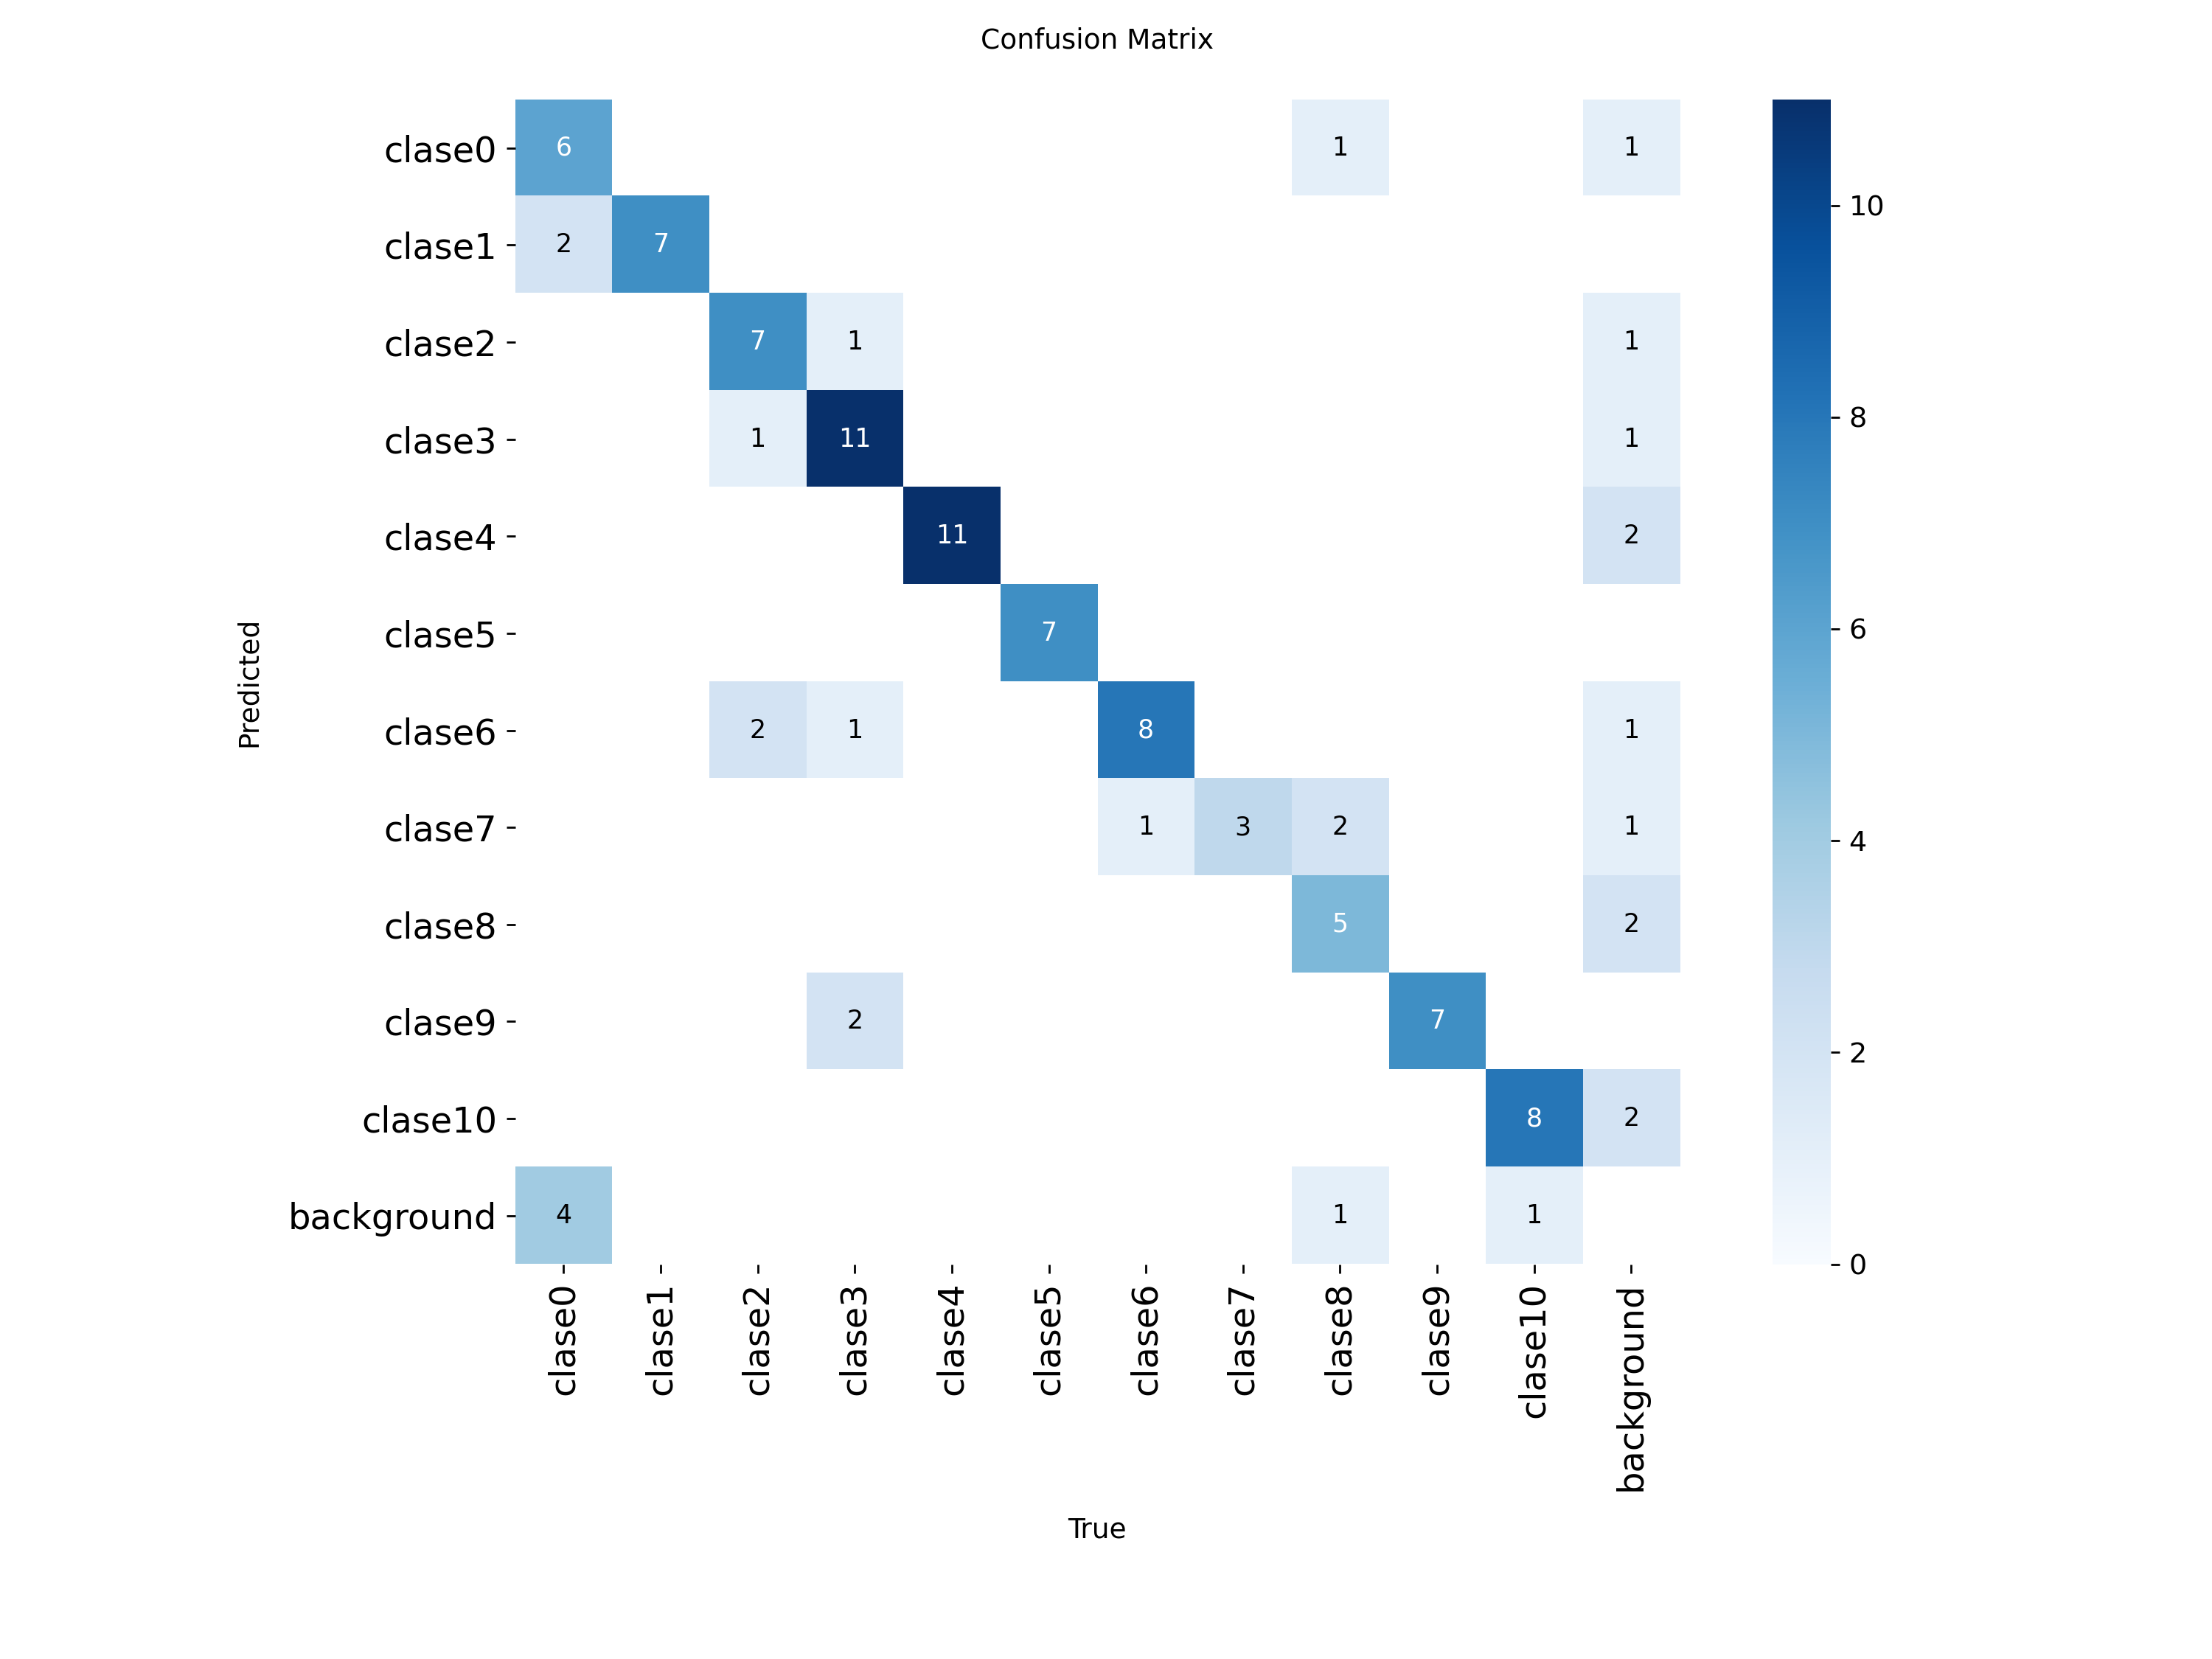 Confusion Matrix
clase0 6 1 1
clase1 2 7
clase2 7 1 1
clase3 1 11 1
clase4 11 2
clase5 7
clase6 2 1 8 1
clase7 1 3 2 1
clase8 5 2
clase9 2 7
clase10 8 2
background 4 1 1
clase0 clase1 clase2 clase3 clase4 clase5 clase6 clase7 clase8 clase9 clase10 background
True
Predicted
10
8
6
4
2
0